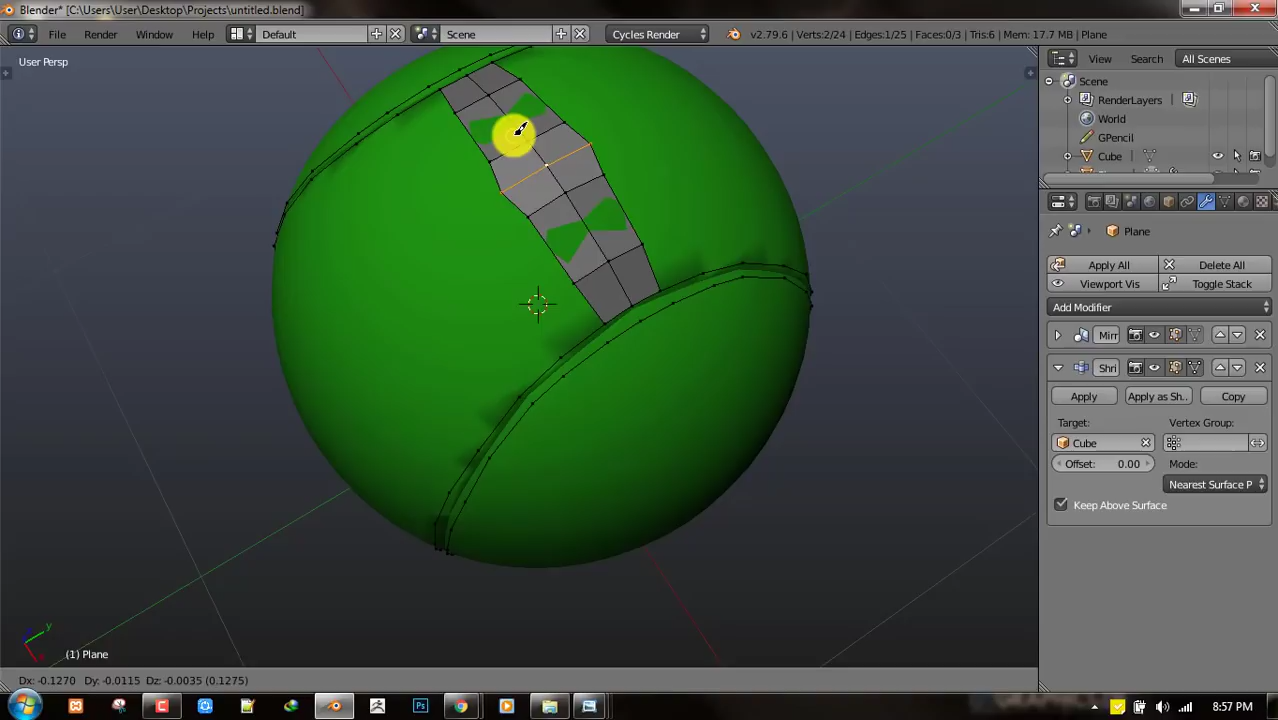 Blender* [C:\Users\User\Desktop\Projects\untitled.blend]
File Render Window Help Default Scene Cycles Render v2.79.6 | Verts:2/24 | Edges:1/25 | Faces:0/3 | Tris:6 | Mem: 17.7 MB | Plane
User Persp
View Search All Scenes
Scene
RenderLayers
World
GPencil
Cube
Plane
Apply All Delete All
Viewport Vis Toggle Stack
Add Modifier
Mirr
Shri
Apply Apply as Sh.. Copy
Target: Vertex Group:
Cube
Offset: 0.00 Mode:
Nearest Surface P
Keep Above Surface
y
x
(1) Plane
Dx: -0.1270 Dy: -0.0115 Dz: -0.0035 (0.1275)
Ps
8:57 PM